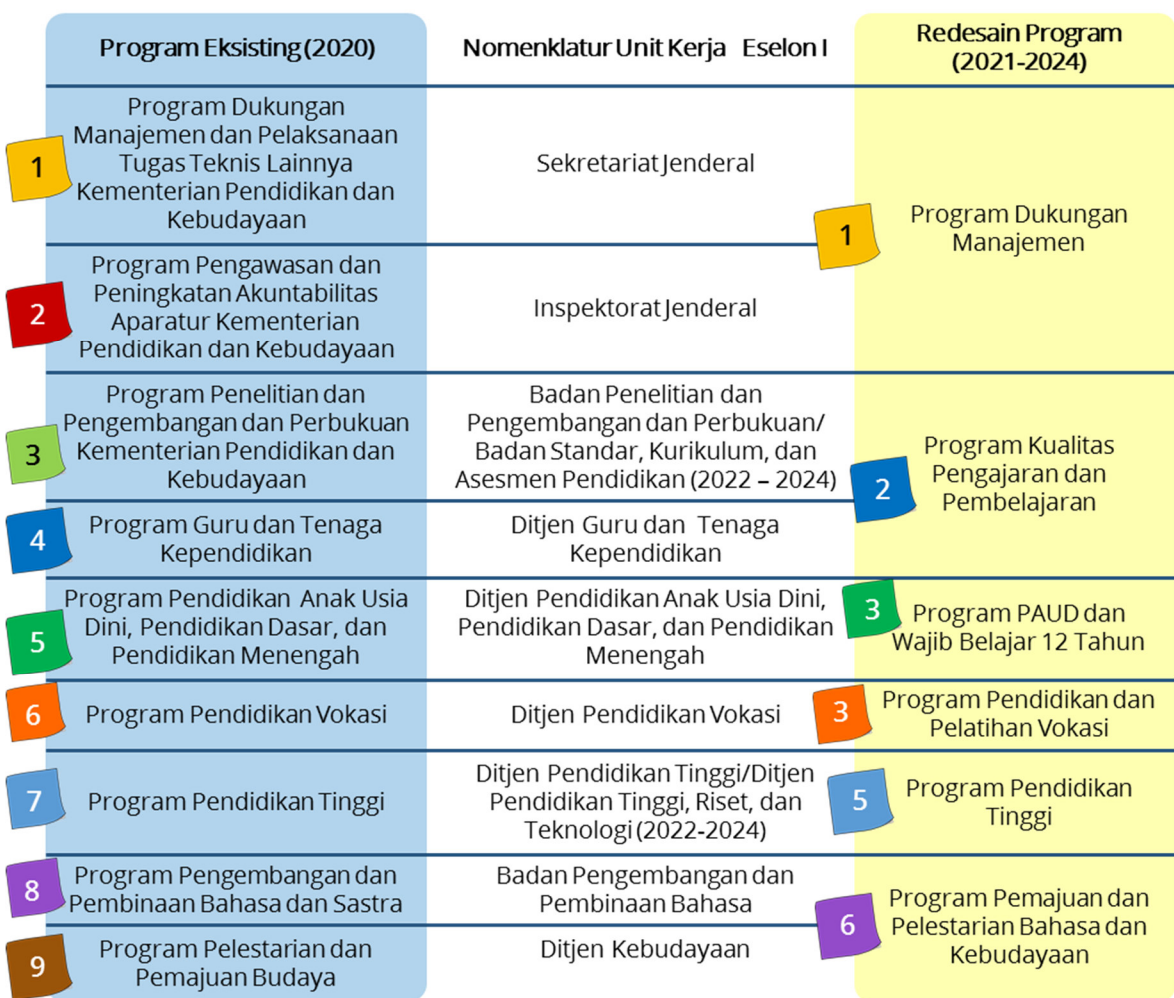 Program Eksisting (2020)
Nomenklatur Unit Kerja Eselon I
Redesain Program
(2021-2024)
1
Program Dukungan
Manajemen dan Pelaksanaan
Tugas Teknis Lainnya
Kementerian Pendidikan dan
Kebudayaan
Sekretariat Jenderal
1
Program Dukungan
Manajemen
2
Program Pengawasan dan
Peningkatan Akuntabilitas
Aparatur Kementerian
Pendidikan dan Kebudayaan
Inspektorat Jenderal
3
Program Penelitian dan
Pengembangan dan Perbukuan
Kementerian Pendidikan dan
Kebudayaan
Badan Penelitian dan
Pengembangan dan Perbukuan/
Badan Standar, Kurikulum, dan
Asesmen Pendidikan (2022 – 2024)
2
Program Kualitas
Pengajaran dan
Pembelajaran
4
Program Guru dan Tenaga
Kependidikan
Ditjen Guru dan Tenaga
Kependidikan
5
Program Pendidikan Anak Usia
Dini, Pendidikan Dasar, dan
Pendidikan Menengah
Ditjen Pendidikan Anak Usia Dini,
Pendidikan Dasar, dan Pendidikan
Menengah
3
Program PAUD dan
Wajib Belajar 12 Tahun
6
Program Pendidikan Vokasi
Ditjen Pendidikan Vokasi
3
Program Pendidikan dan
Pelatihan Vokasi
7
Program Pendidikan Tinggi
Ditjen Pendidikan Tinggi/Ditjen
Pendidikan Tinggi, Riset, dan
Teknologi (2022-2024)
5
Program Pendidikan
Tinggi
8
Program Pengembangan dan
Pembinaan Bahasa dan Sastra
Badan Pengembangan dan
Pembinaan Bahasa
6
Program Pemajuan dan
Pelestarian Bahasa dan
Kebudayaan
9
Program Pelestarian dan
Pemajuan Budaya
Ditjen Kebudayaan